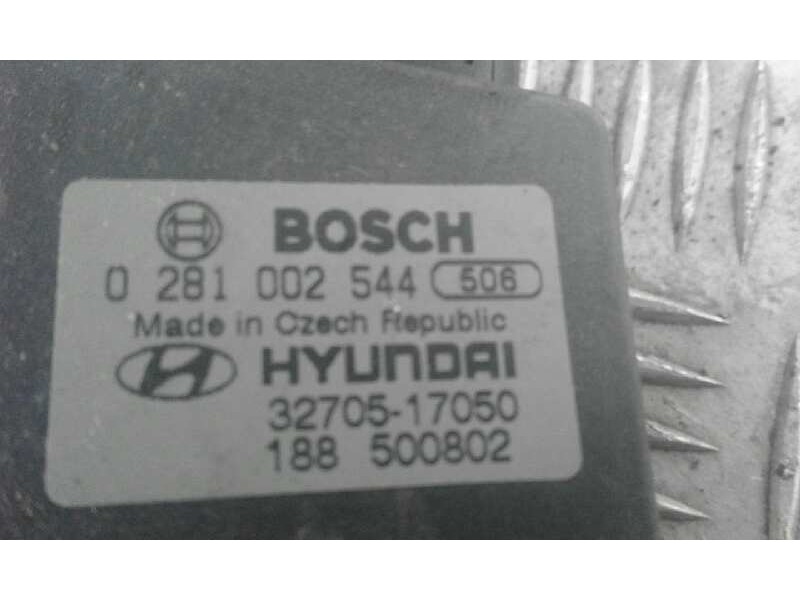 BOSCH
0 281 002 544 506
Made in Czech Republic
HYUNDAI
32705-17050
188 500802